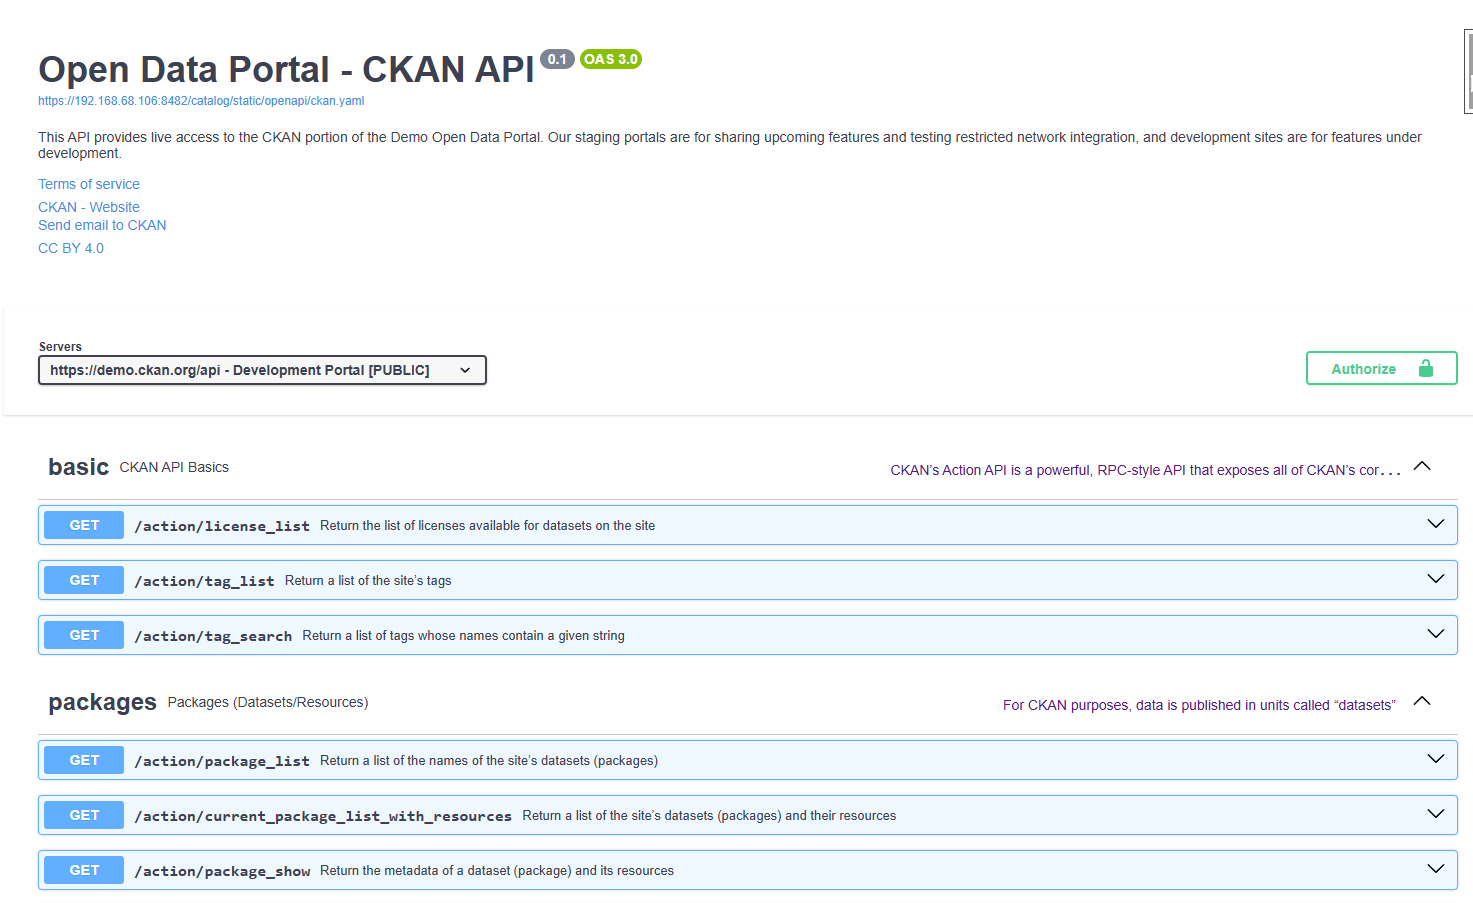 Open Data Portal - CKAN API 0.1 OAS 3.0
https://192.168.68.106:8482/catalog/static/openapi/ckan.yaml
This API provides live access to the CKAN portion of the Demo Open Data Portal. Our staging portals are for sharing upcoming features and testing restricted network integration, and development sites are for features under
development.
Terms of service
CKAN - Website
Send email to CKAN
CC BY 4.0
Servers
https://demo.ckan.org/api - Development Portal [PUBLIC]
Authorize
basic CKAN API Basics CKAN’s Action API is a powerful, RPC-style API that exposes all of CKAN’s cor...
GET /action/license_list Return the list of licenses available for datasets on the site
GET /action/tag_list Return a list of the site’s tags
GET /action/tag_search Return a list of tags whose names contain a given string
packages Packages (Datasets/Resources) For CKAN purposes, data is published in units called “datasets”
GET /action/package_list Return a list of the names of the site’s datasets (packages)
GET /action/current_package_list_with_resources Return a list of the site’s datasets (packages) and their resources
GET /action/package_show Return the metadata of a dataset (package) and its resources